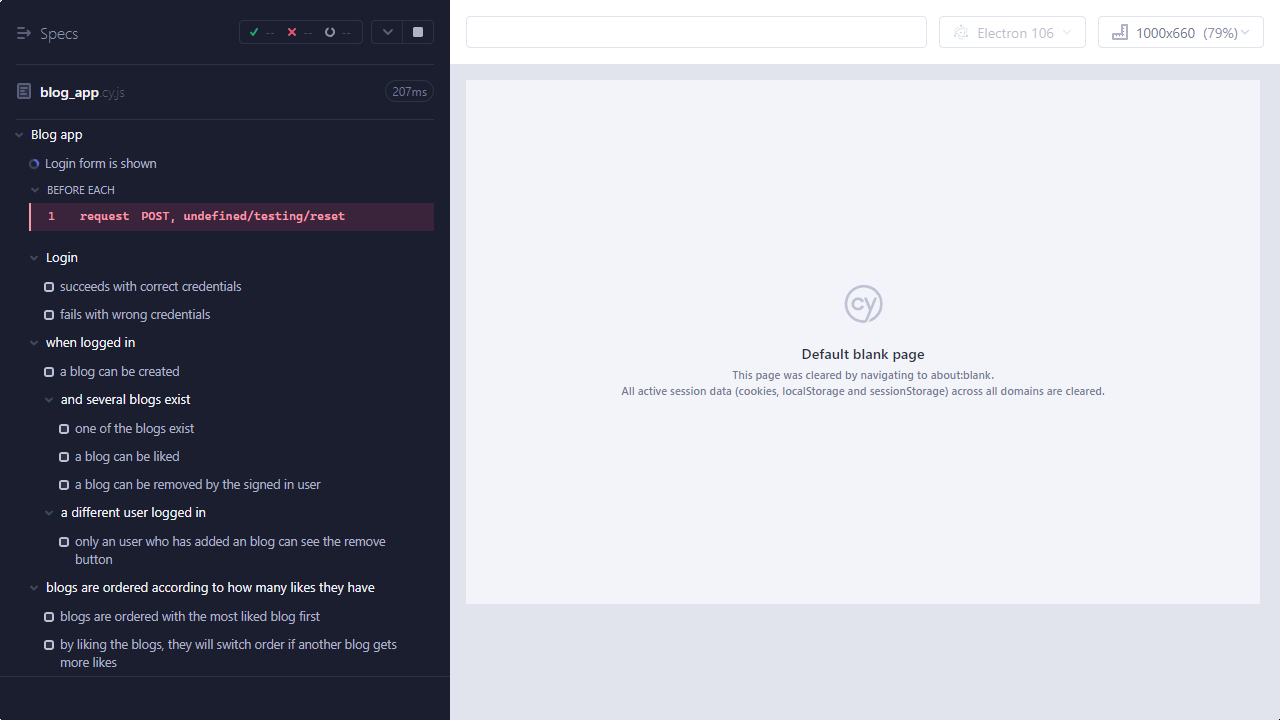 Specs
--
--
--
blog_app.cy.js
207ms
Blog app
Login form is shown
BEFORE EACH
1 request POST, undefined/testing/reset
Login
succeeds with correct credentials
fails with wrong credentials
when logged in
a blog can be created
and several blogs exist
one of the blogs exist
a blog can be liked
a blog can be removed by the signed in user
a different user logged in
only an user who has added an blog can see the remove
button
blogs are ordered according to how many likes they have
blogs are ordered with the most liked blog first
by liking the blogs, they will switch order if another blog gets
more likes
Electron 106
1000x660 (79%)
cy
Default blank page
This page was cleared by navigating to about:blank.
All active session data (cookies, localStorage and sessionStorage) across all domains are cleared.